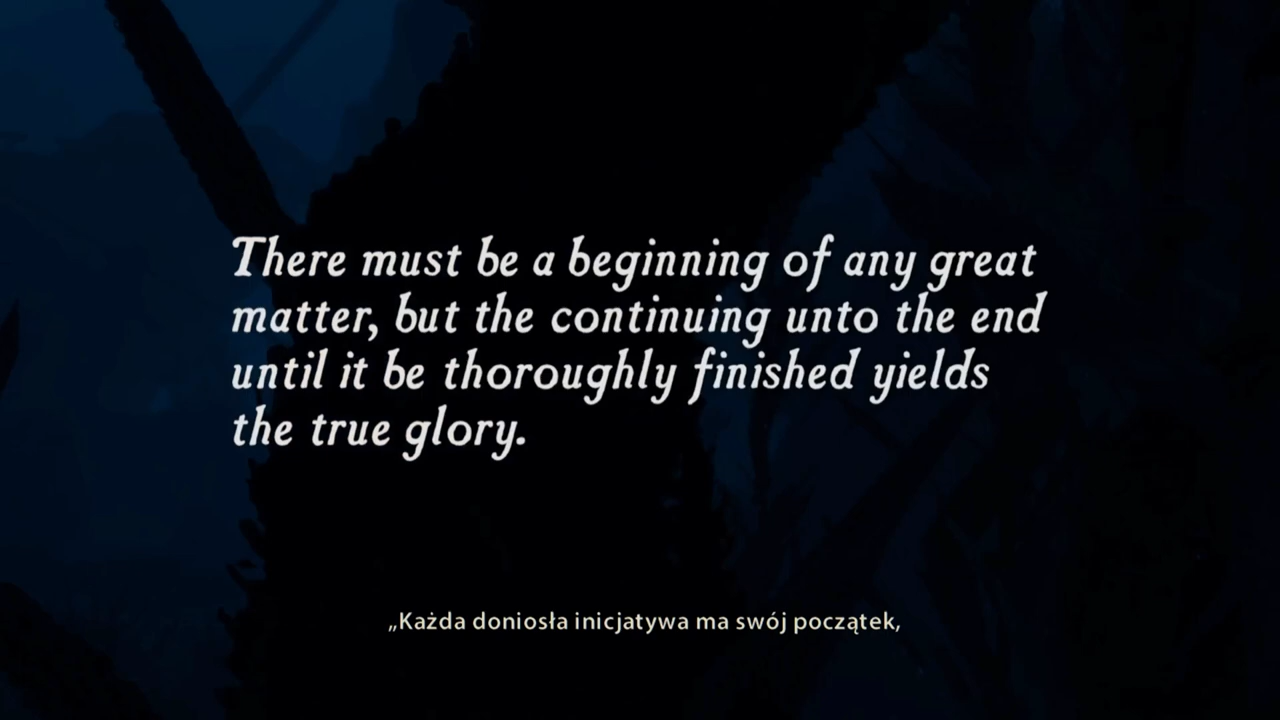 There must be a beginning of any great
matter, but the continuing unto the end
until it be thoroughly finished yields
the true glory.
„Każda doniosła inicjatywa ma swój początek,